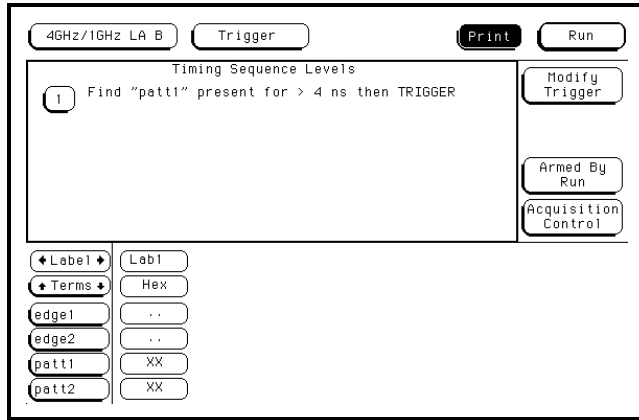 4GHz/1GHz LA B Trigger Print Run
Timing Sequence Levels
1 Find "patt1" present for > 4 ns then TRIGGER
Modify
Trigger
Armed By
Run
Acquisition
Control
Label Lab1
Terms Hex
edge1 ..
edge2 ..
patt1 XX
patt2 XX